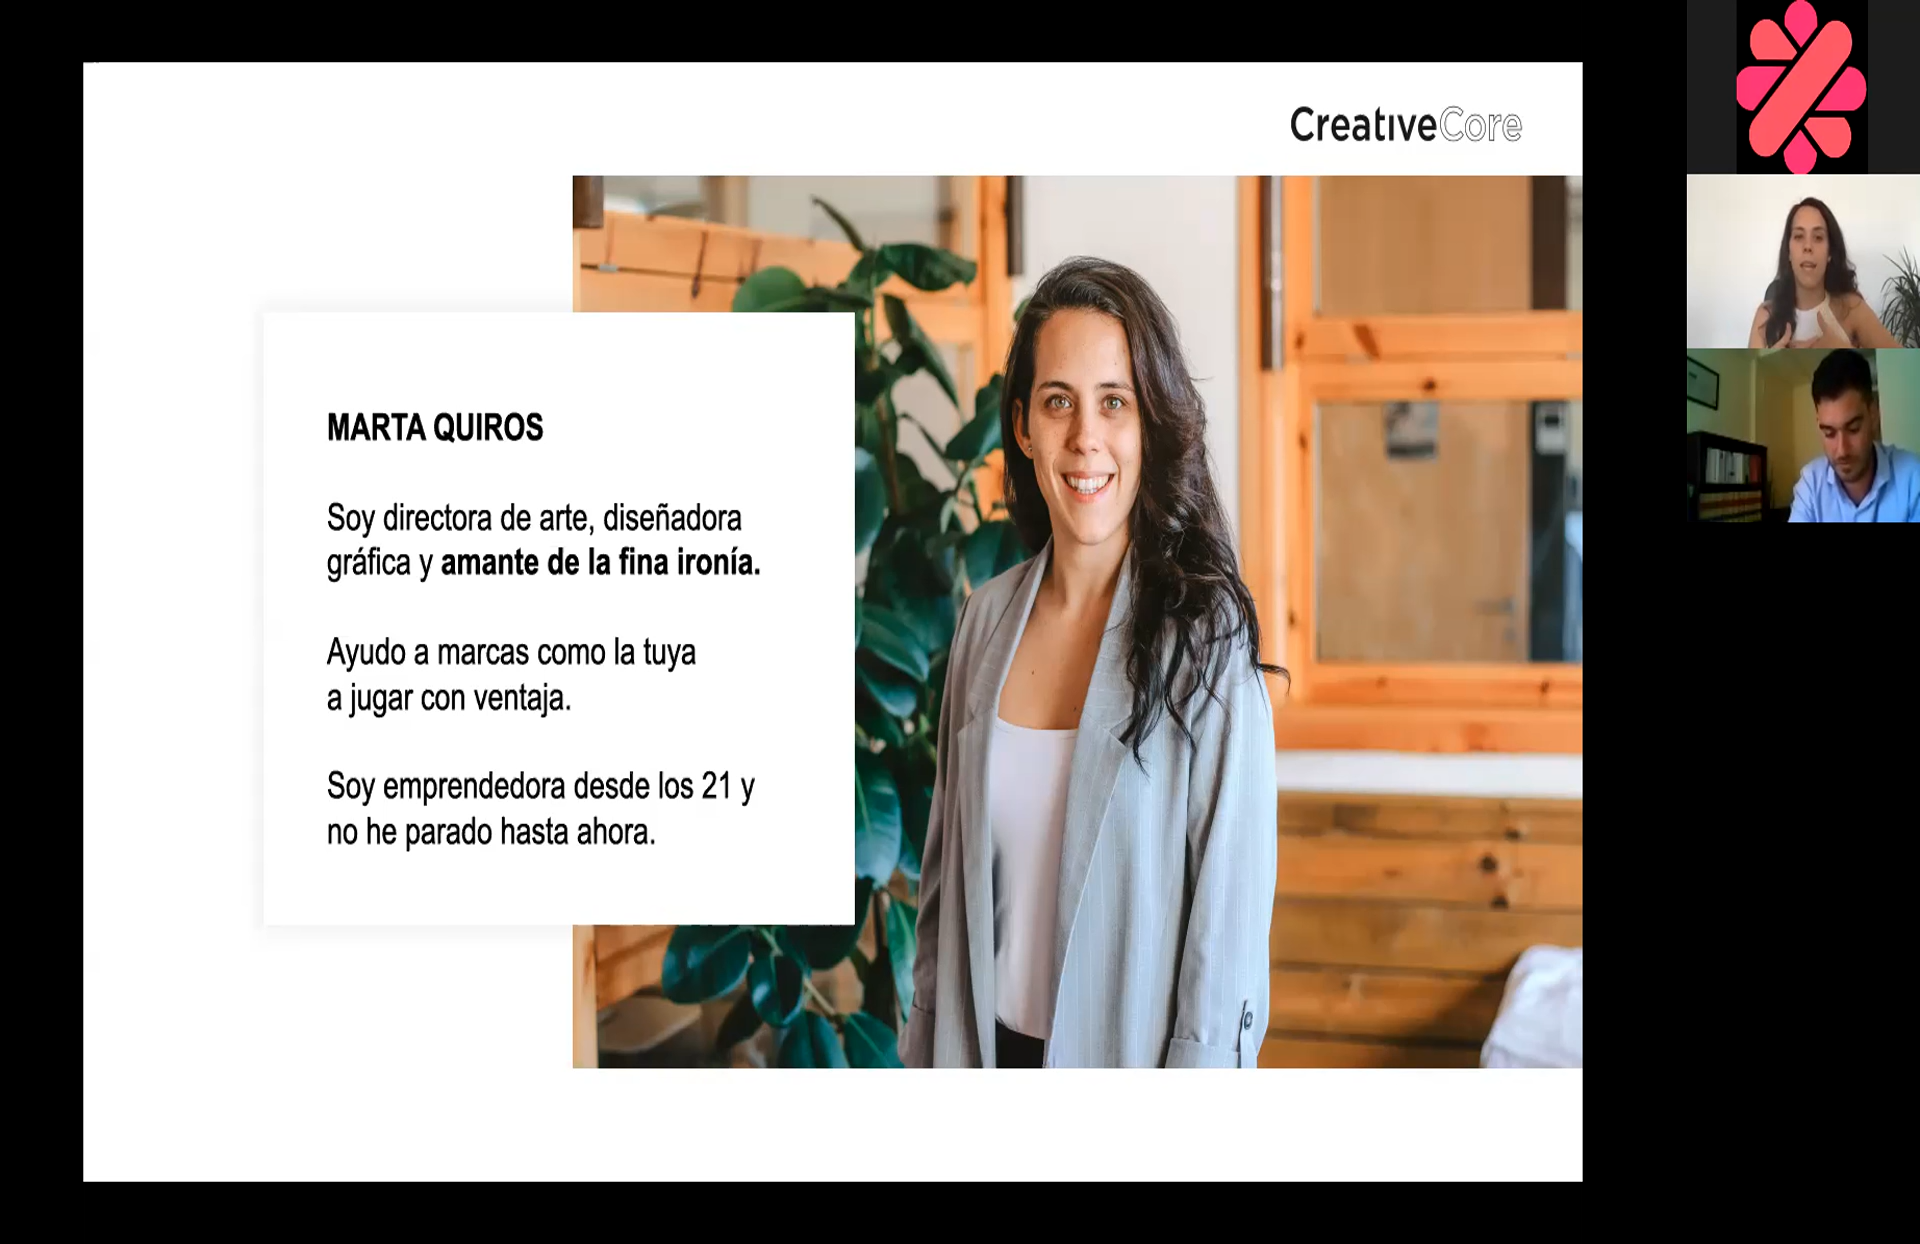 CreativeCore
MARTA QUIROS
Soy directora de arte, diseñadora
gráfica y amante de la fina ironía.
Ayudo a marcas como la tuya
a jugar con ventaja.
Soy emprendedora desde los 21 y
no he parado hasta ahora.